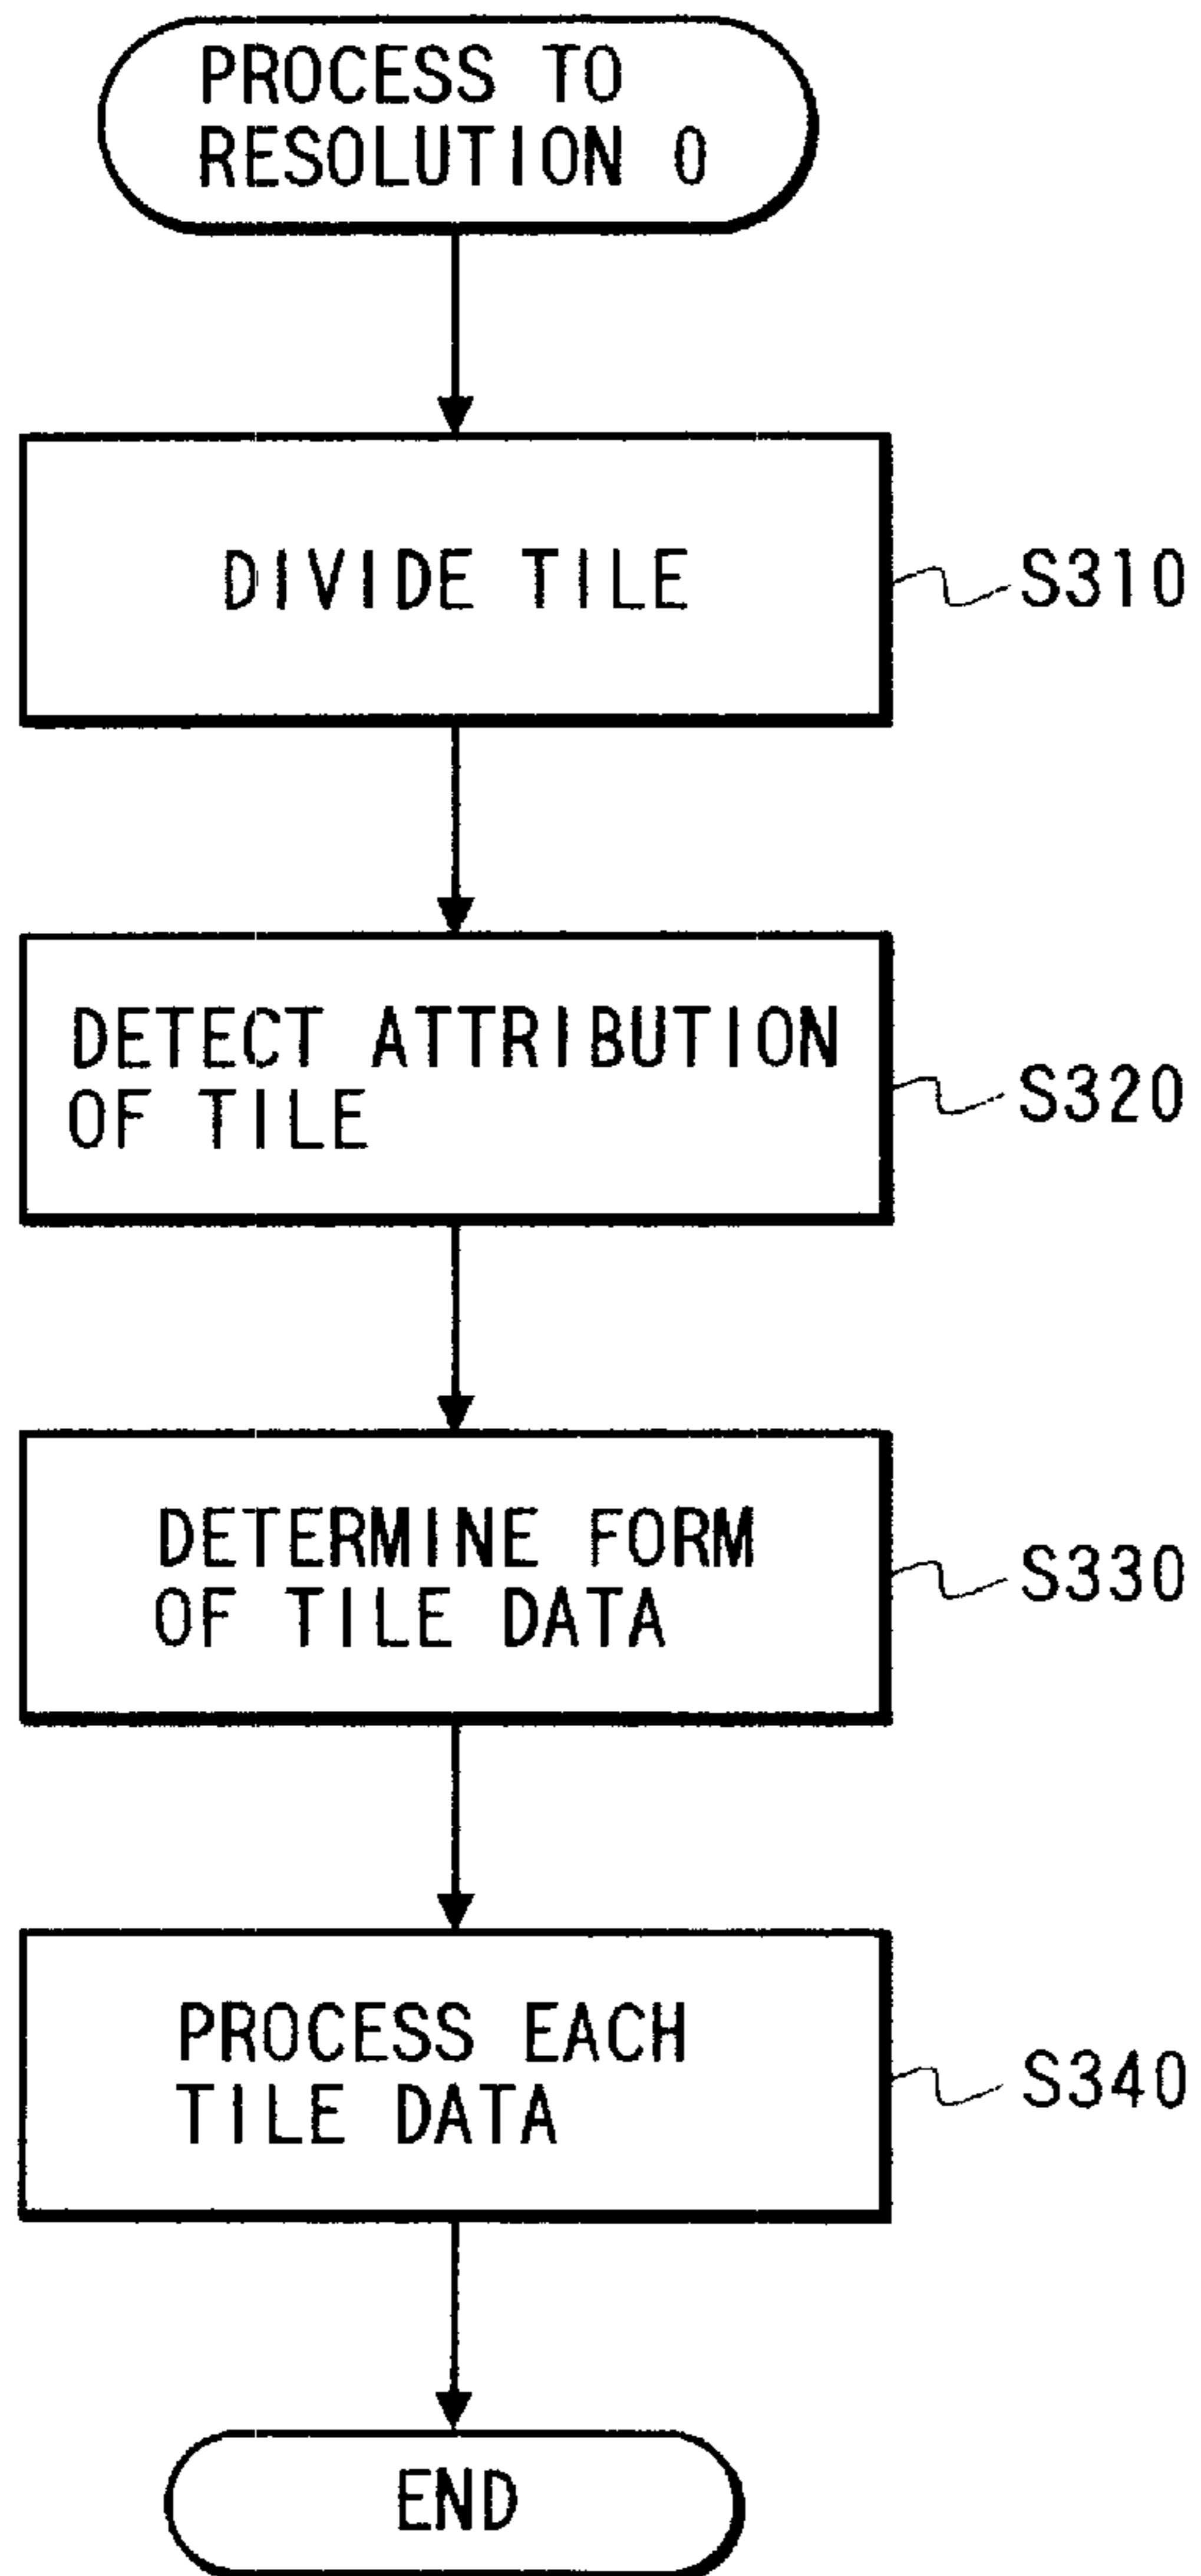 PROCESS TO
RESOLUTION 0
DIVIDE TILE
S310
DETECT ATTRIBUTION
OF TILE
S320
DETERMINE FORM
OF TILE DATA
S330
PROCESS EACH
TILE DATA
S340
END